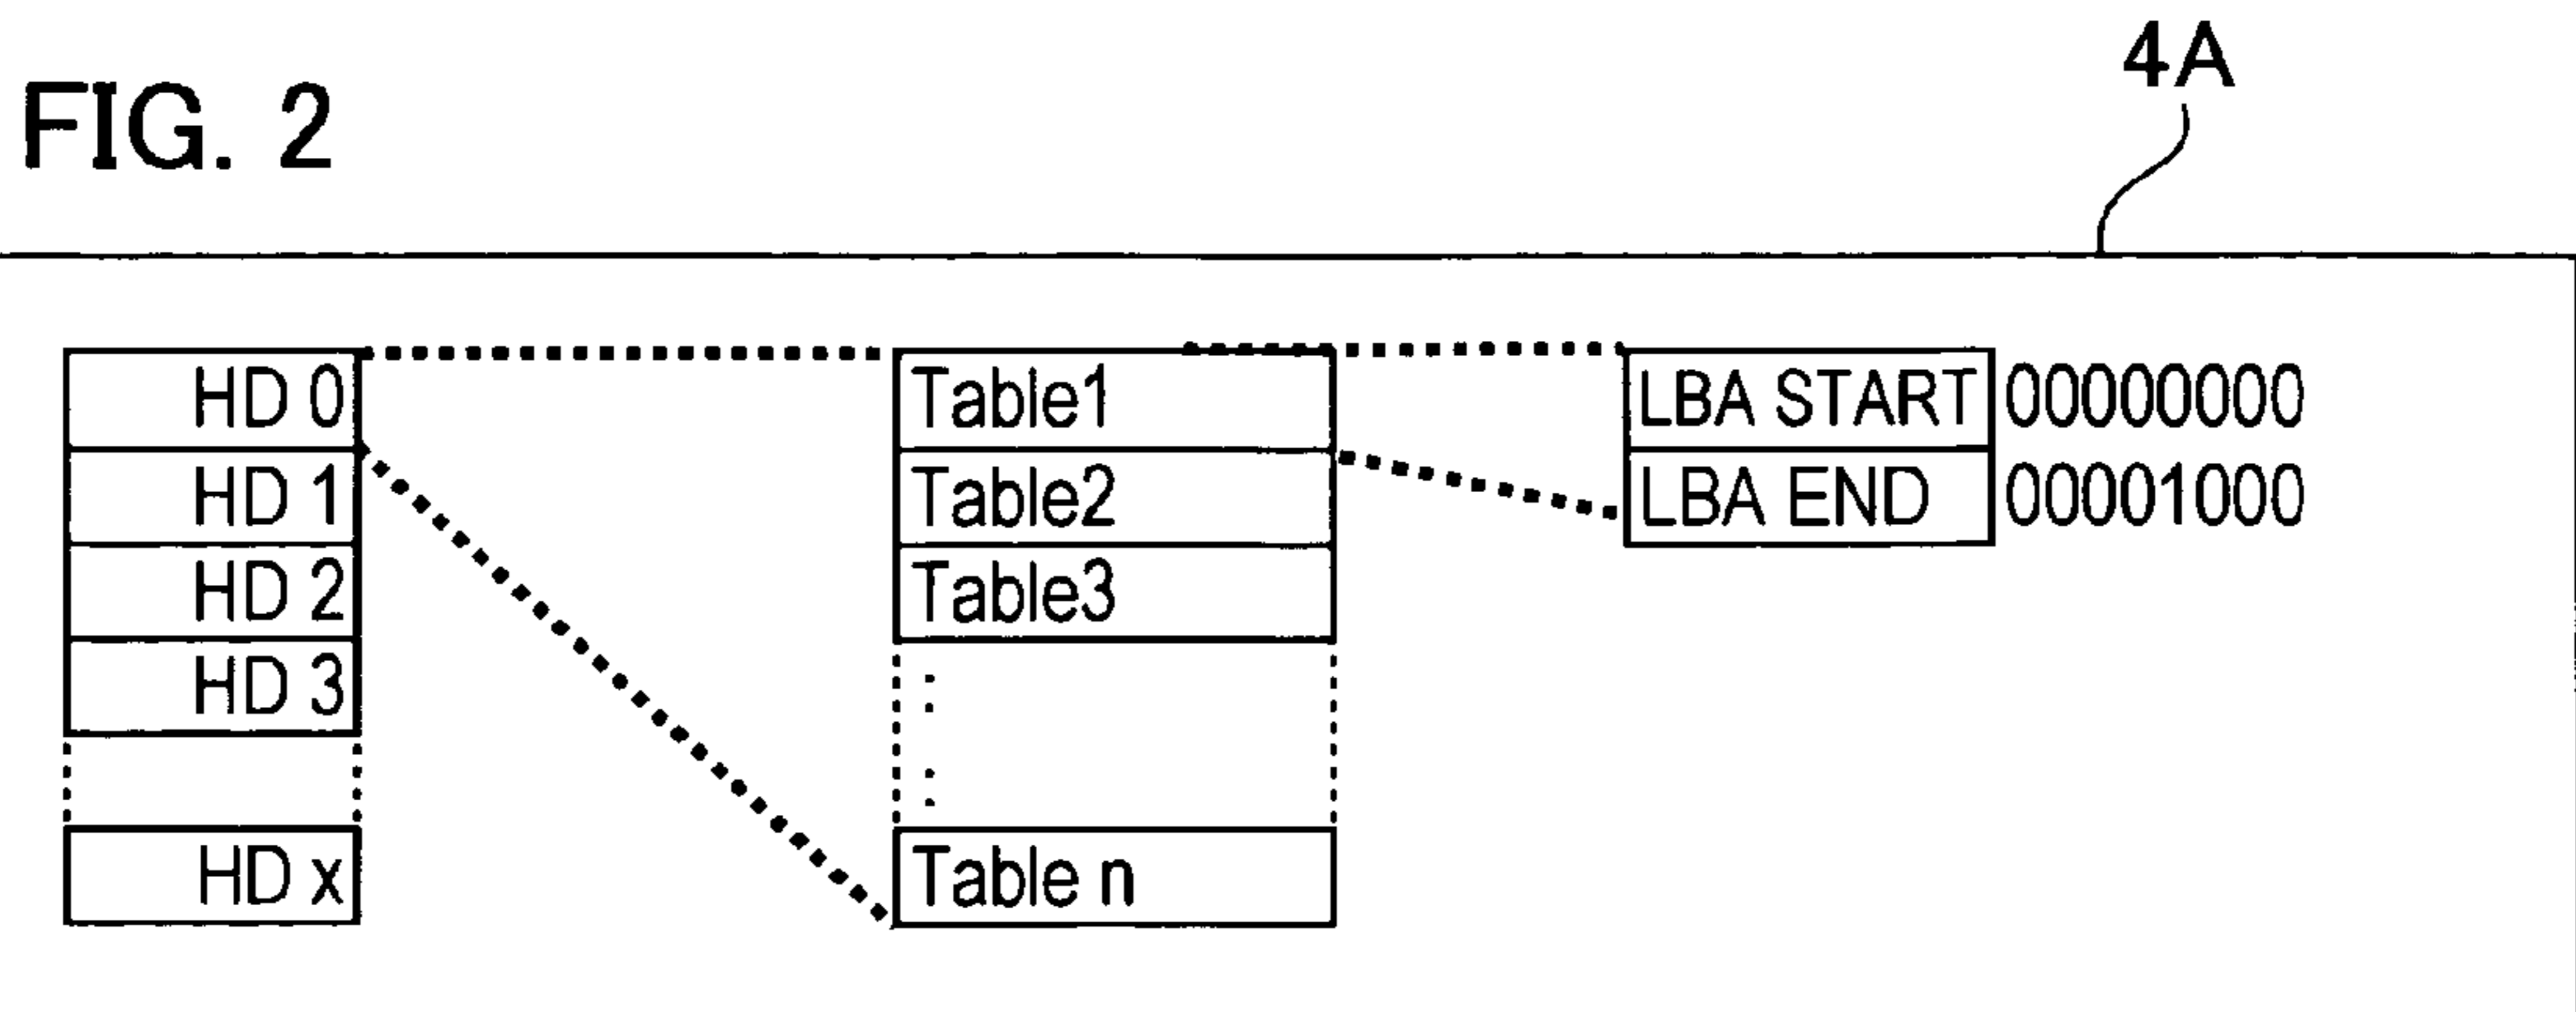 4A
FIG. 2
HD 0 Table1 LBA START 00000000
HD 1 Table2 LBA END 00001000
HD 2 Table3
HD 3
HD x Table n